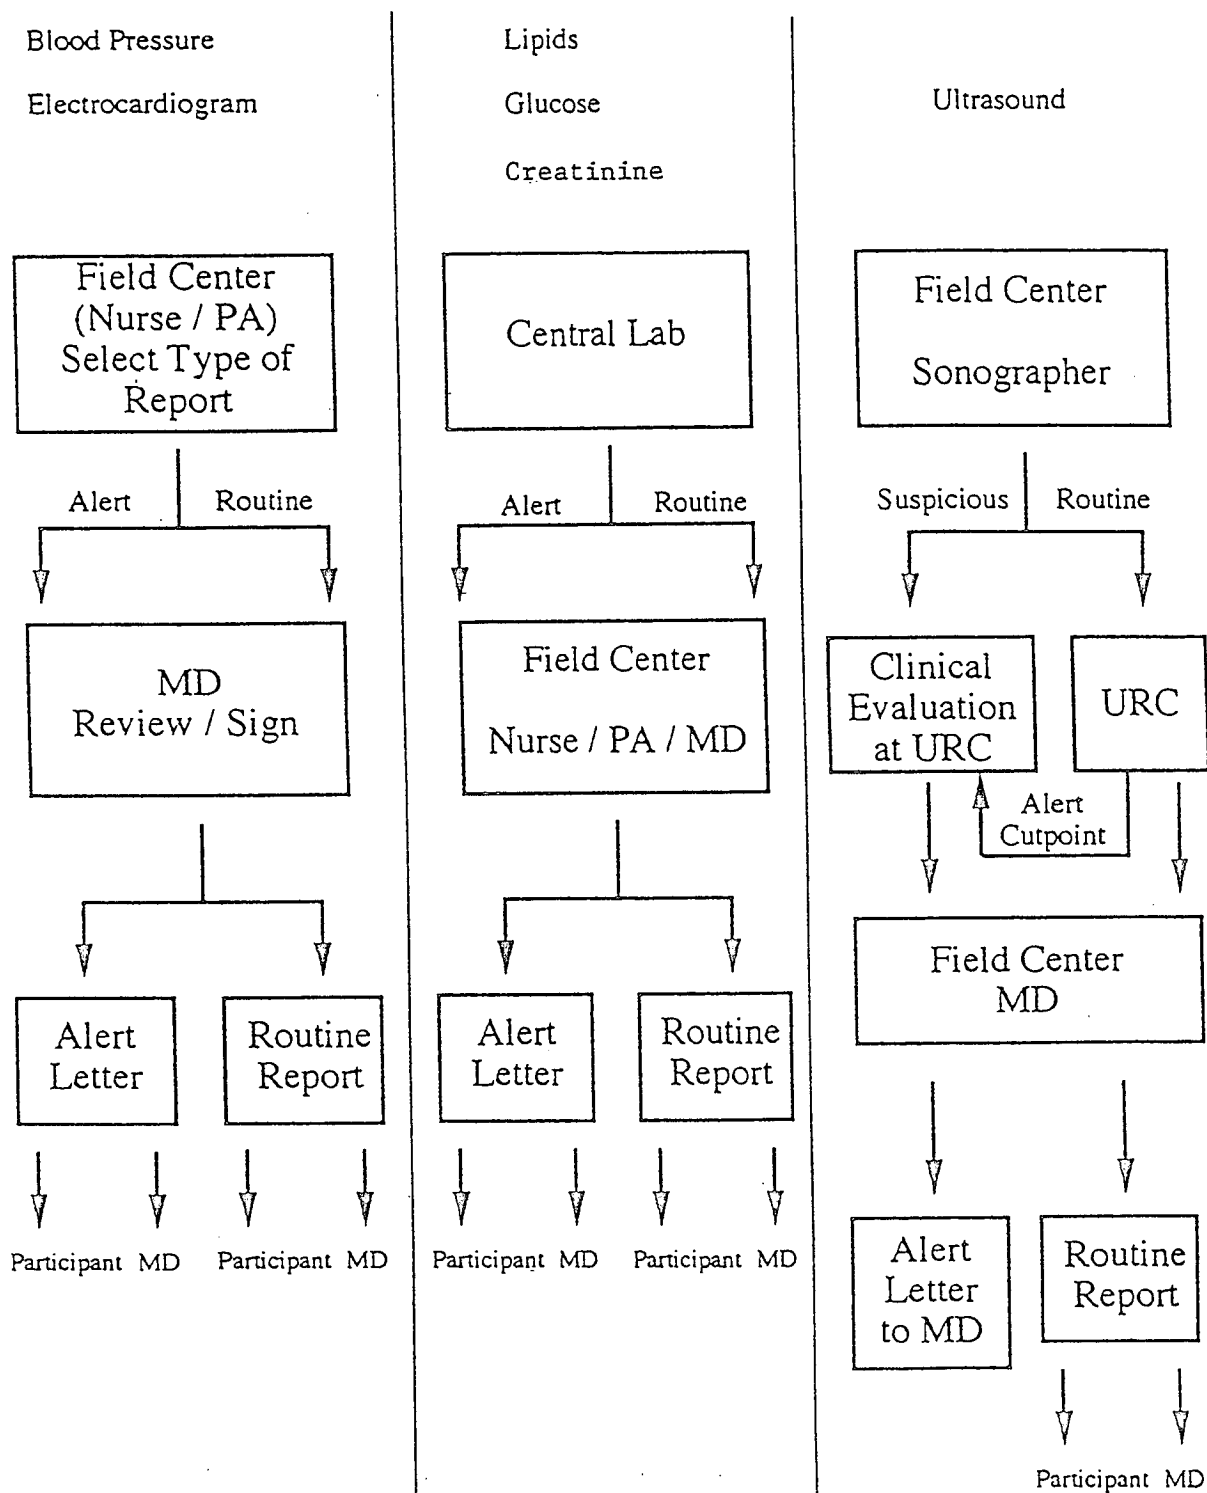 Blood Pressure
Electrocardiogram
Field Center
(Nurse / PA)
Select Type of
Report
Alert
Routine
MD
Review / Sign
Alert
Letter
Routine
Report
Participant MD
Participant MD
Lipids
Glucose
Creatinine
Central Lab
Alert
Routine
Field Center
Nurse / PA / MD
Alert
Letter
Routine
Report
Participant MD
Participant MD
Ultrasound
Field Center
Sonographer
Suspicious
Routine
Clinical
Evaluation
at URC
URC
Alert
Cutpoint
Field Center
MD
Alert
Letter
to MD
Routine
Report
Participant MD